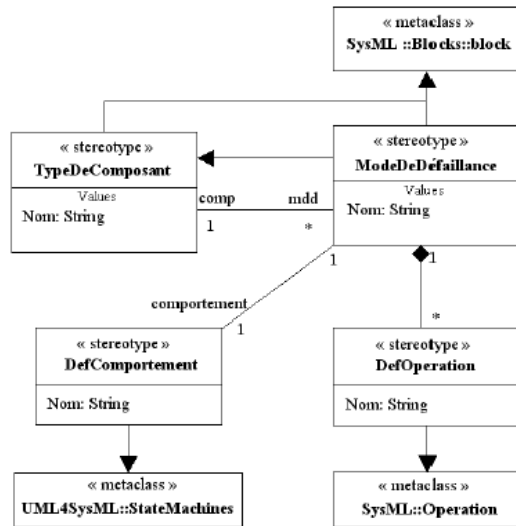 « metaclass »
SysML ::Blocks::block
« stereotype »
TypeDeComposant
Values
Nom: String
« stereotype »
ModeDeDéfaillance
Values
Nom: String
comp
mdd
1
*
1
1
comportement
1
*
« stereotype »
DefComportement
Nom: String
« stereotype »
DefOperation
Nom: String
« metaclass »
UML4SysML::StateMachines
« metaclass »
SysML::Operation